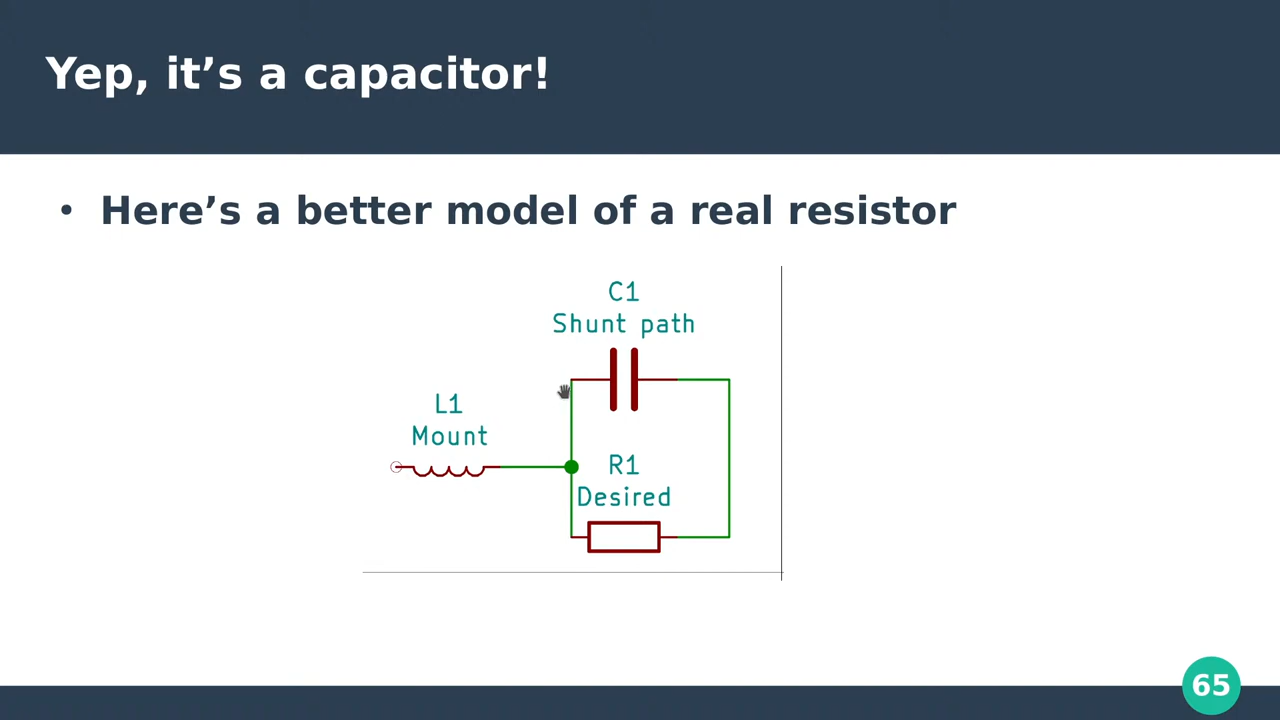 Yep, it’s a capacitor!
• Here’s a better model of a real resistor
C1
Shunt path
L1
Mount
R1
Desired
65